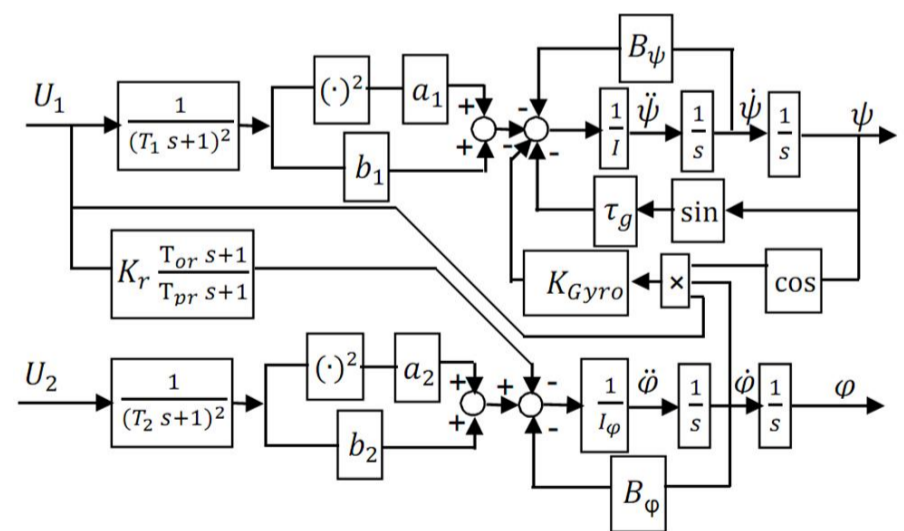 B_ψ
U_1
1/(T_1 s+1)^2
(·)^2
a_1
+
-
1/I
ψ̈
1/s
ψ̇
1/s
ψ
+
-
-
b_1
τ_g
sin
K_r (T_or s+1)/(T_pr s+1)
K_Gyro
×
cos
U_2
1/(T_2 s+1)^2
(·)^2
a_2
+
+
-
1/I_φ
φ̈
1/s
φ̇
1/s
φ
+
-
b_2
B_φ